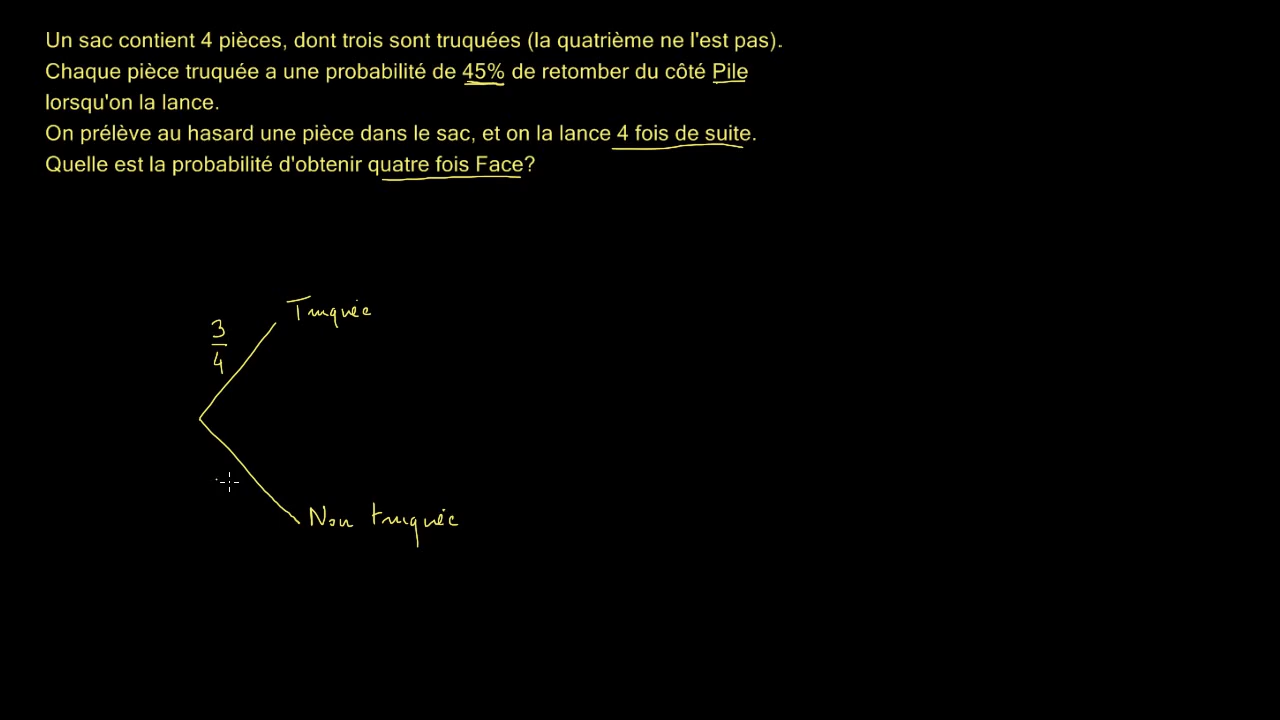 Un sac contient 4 pièces, dont trois sont truquées (la quatrième ne l'est pas).
Chaque pièce truquée a une probabilité de 45% de retomber du côté Pile
lorsqu'on la lance.
On prélève au hasard une pièce dans le sac, et on la lance 4 fois de suite.
Quelle est la probabilité d'obtenir quatre fois Face?
Truquée
3
4
Non truquée